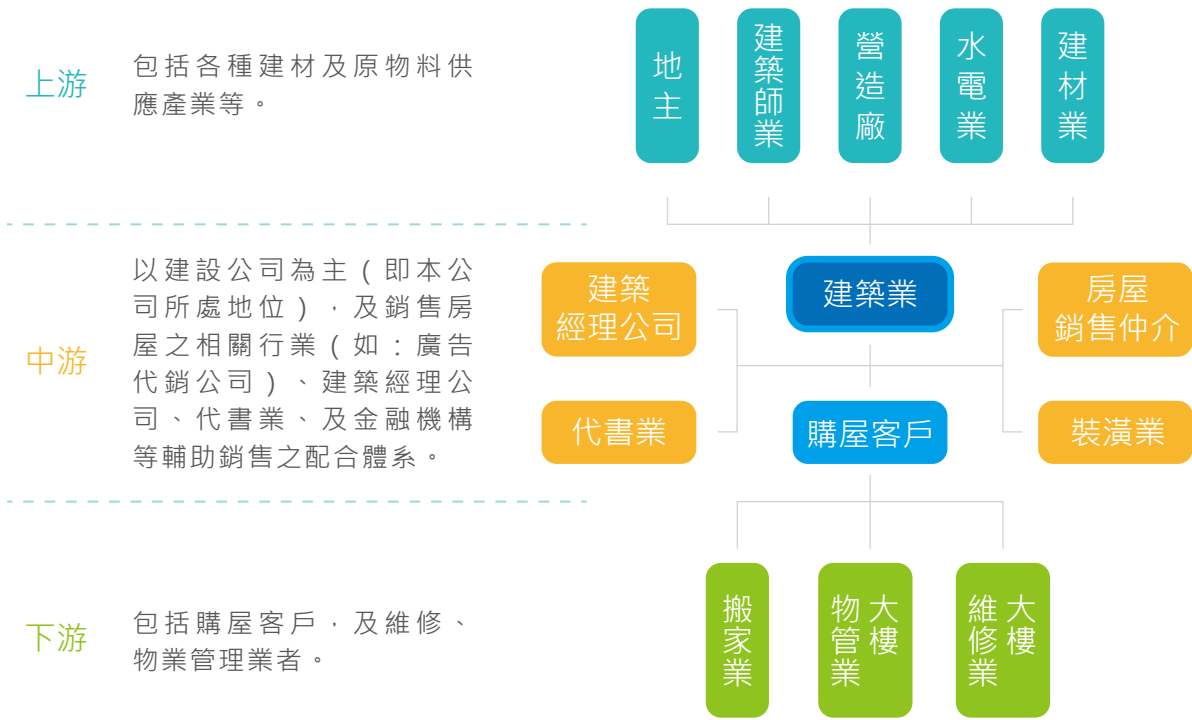 上游
包括各種建材及原物料供
應產業等。
地主
建築師業
營造廠
水電業
建材業
中游
以建設公司為主(即本公
司所處地位),及銷售房
屋之相關行業(如:廣告
代銷公司)、建築經理公
司、代書業、及金融機構
等輔助銷售之配合體系。
建築
經理公司
建築業
房屋
銷售仲介
代書業
購屋客戶
裝潢業
下游
包括購屋客戶,及維修、
物業管理業者。
搬家業
大樓
物管業
大樓
維修業